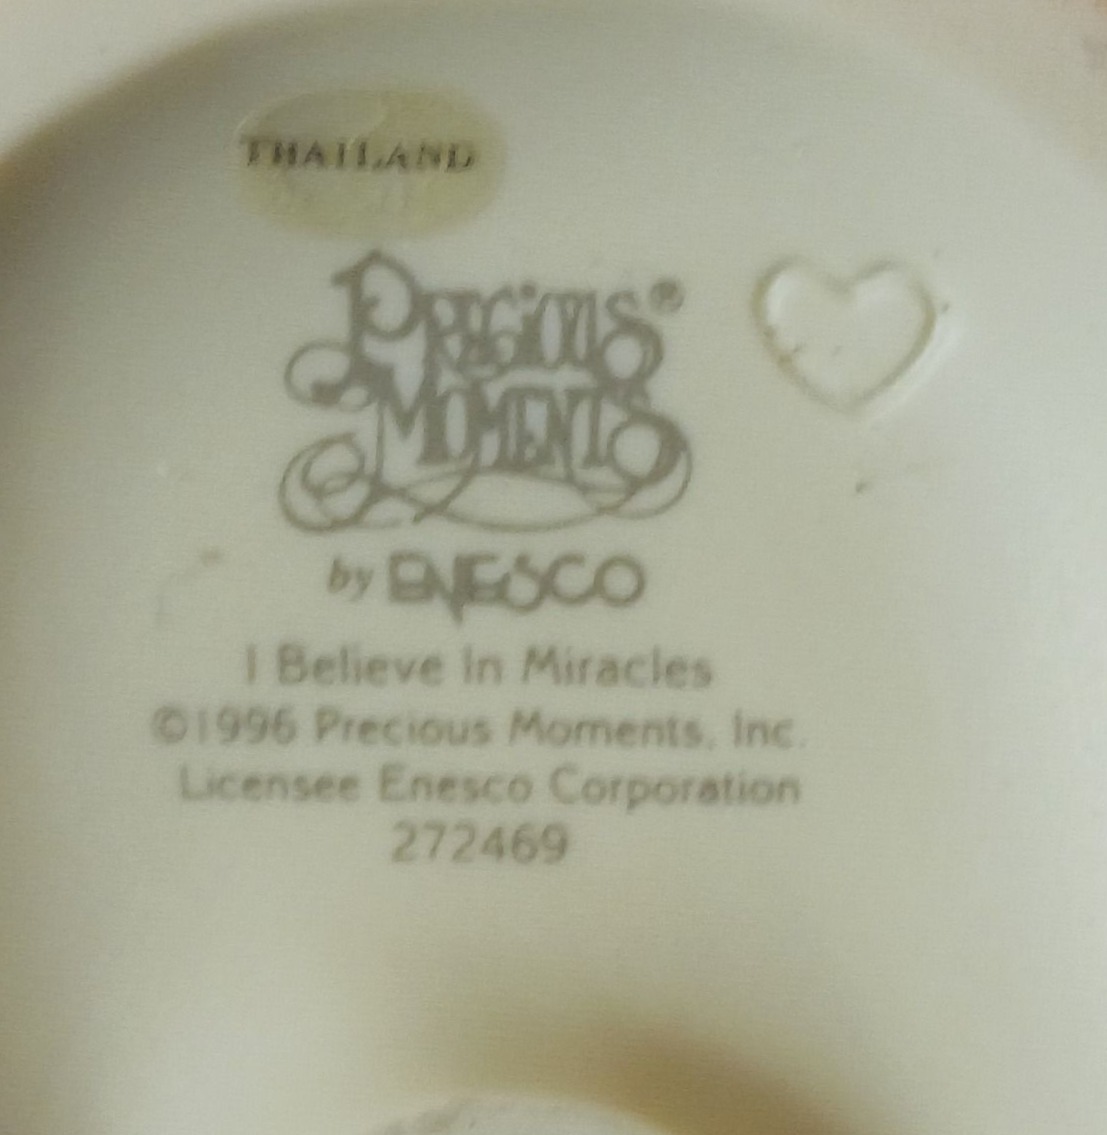 THAILAND
PRECIOUS®
MOMENTS
by ENESCO
I Believe In Miracles
©1996 Precious Moments, Inc.
Licensee Enesco Corporation
272469